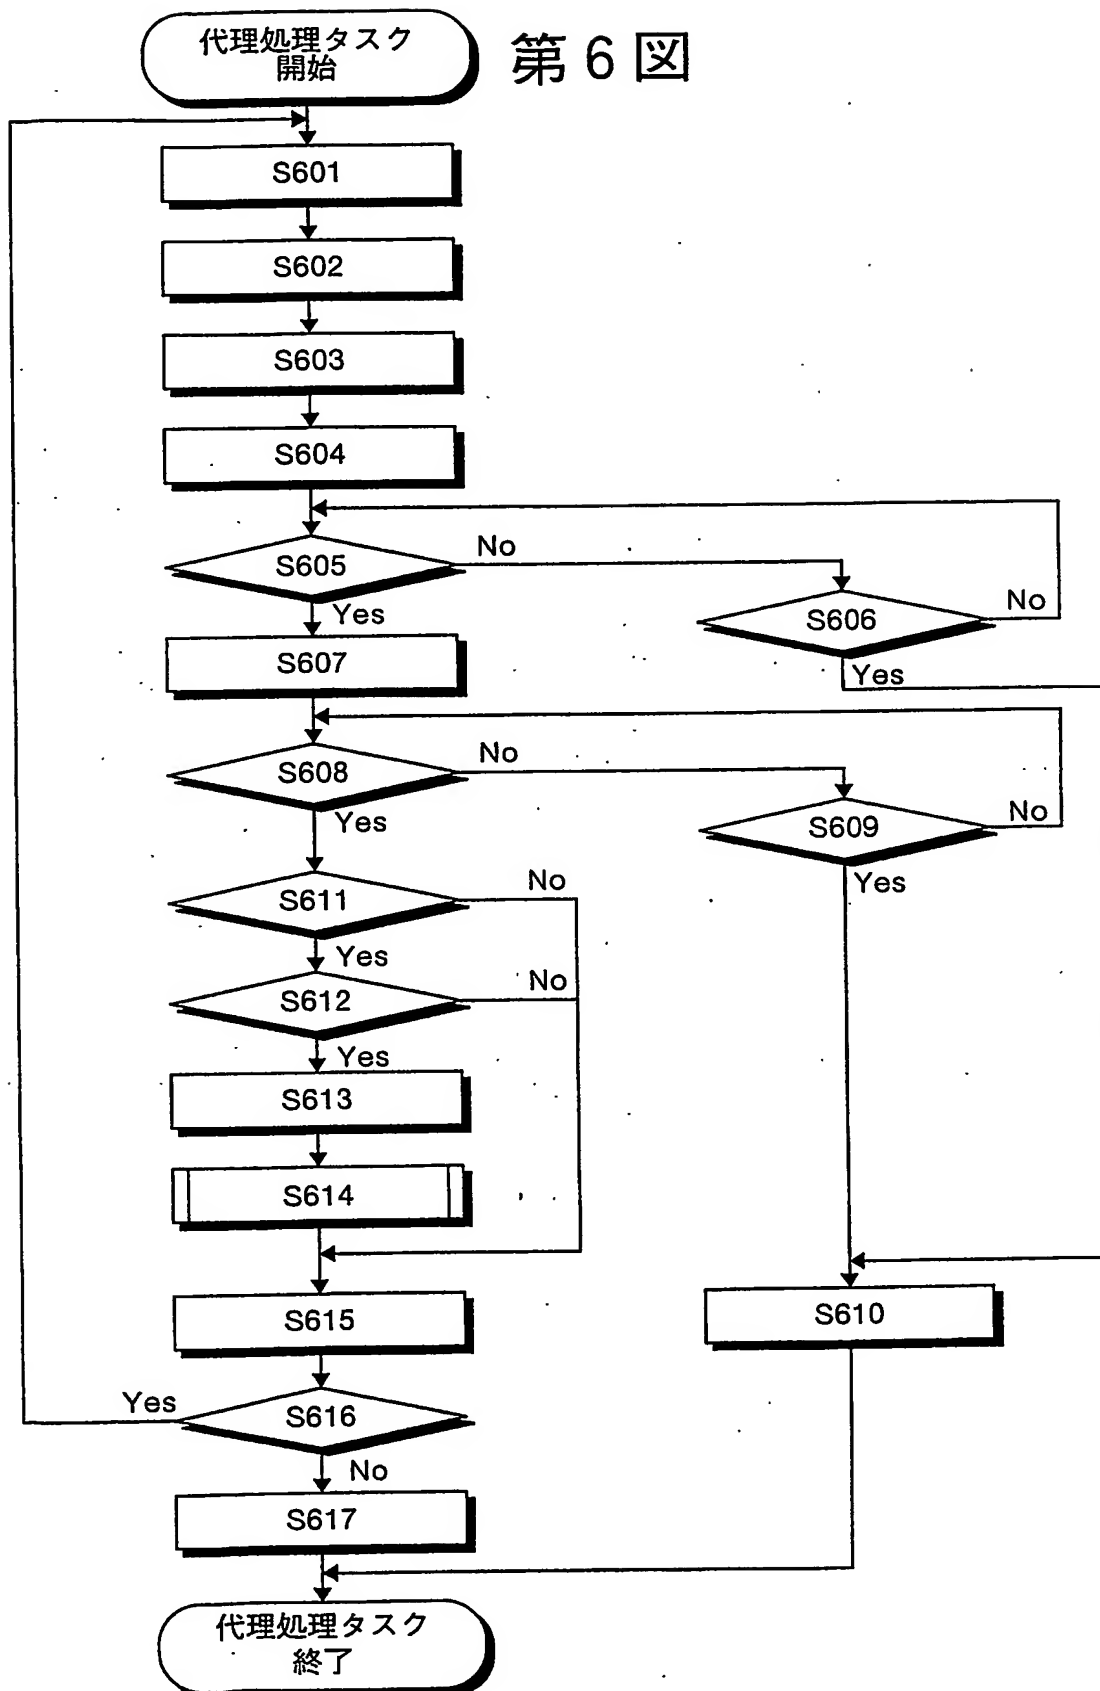 代理処理タスク
開始
第6図
S601
S602
S603
S604
S605
No
Yes
S606
No
Yes
S607
S608
No
Yes
S609
No
Yes
S611
No
Yes
S612
No
Yes
S613
S614
S615
S610
S616
Yes
No
S617
代理処理タスク
終了